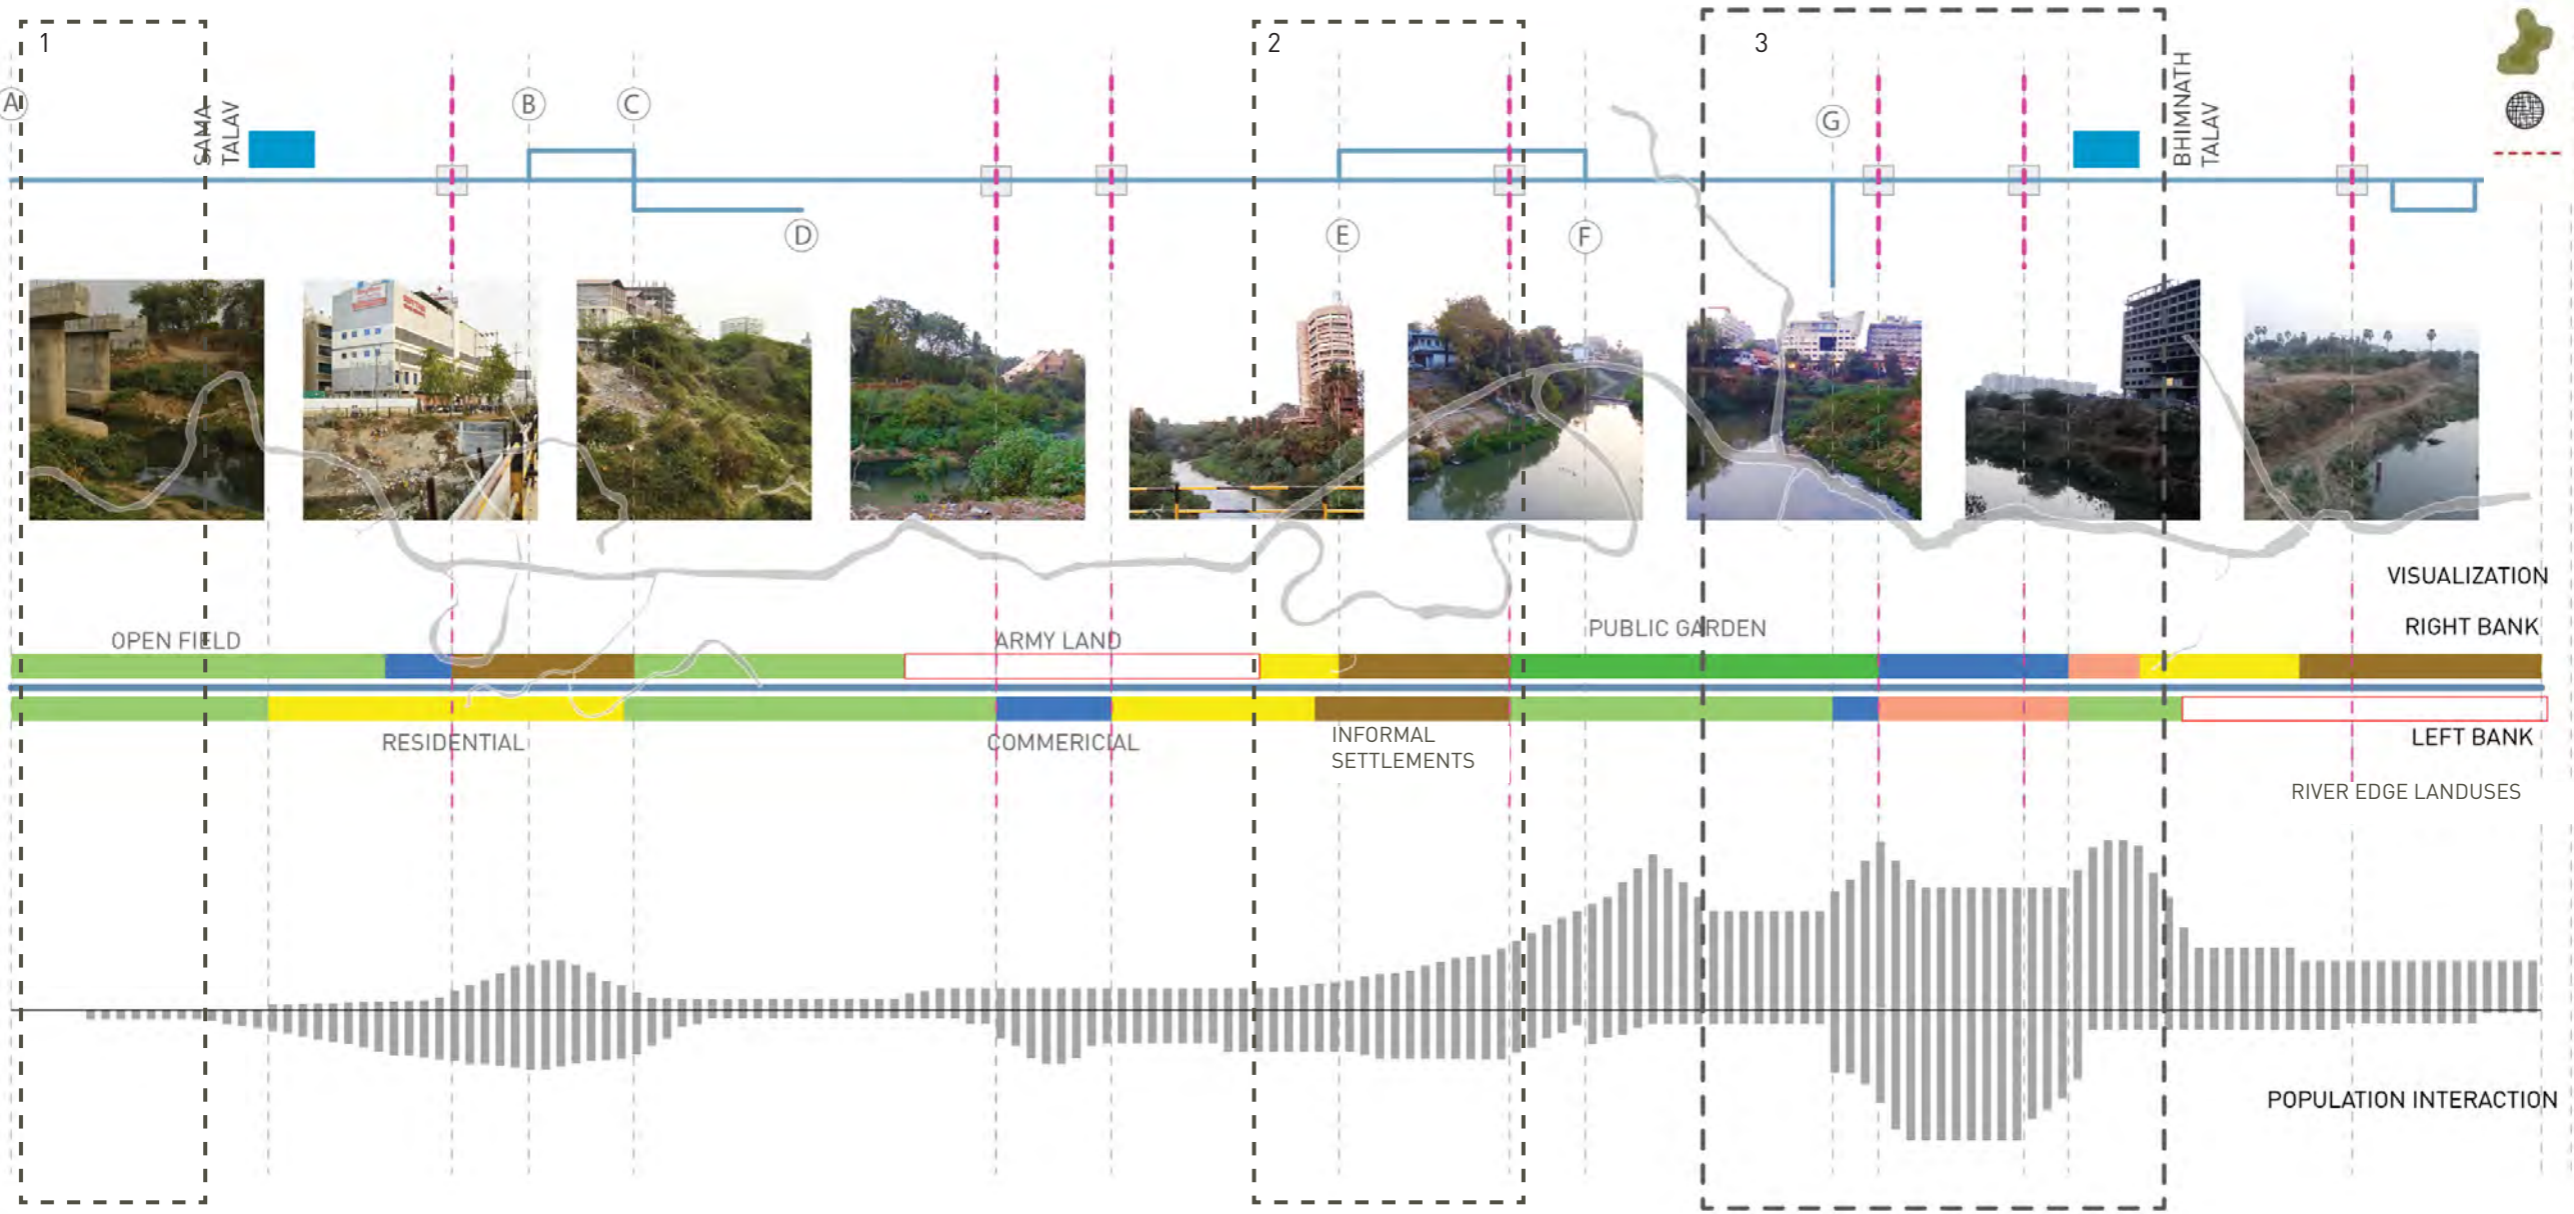 1
2
3
A
SAMA
TALAV
B
C
D
E
F
G
BHIMNATH
TALAV
VISUALIZATION
OPEN FIELD
ARMY LAND
PUBLIC GARDEN
RIGHT BANK
RESIDENTIAL
COMMERICIAL
INFORMAL
SETTLEMENTS
LEFT BANK
RIVER EDGE LANDUSES
POPULATION INTERACTION